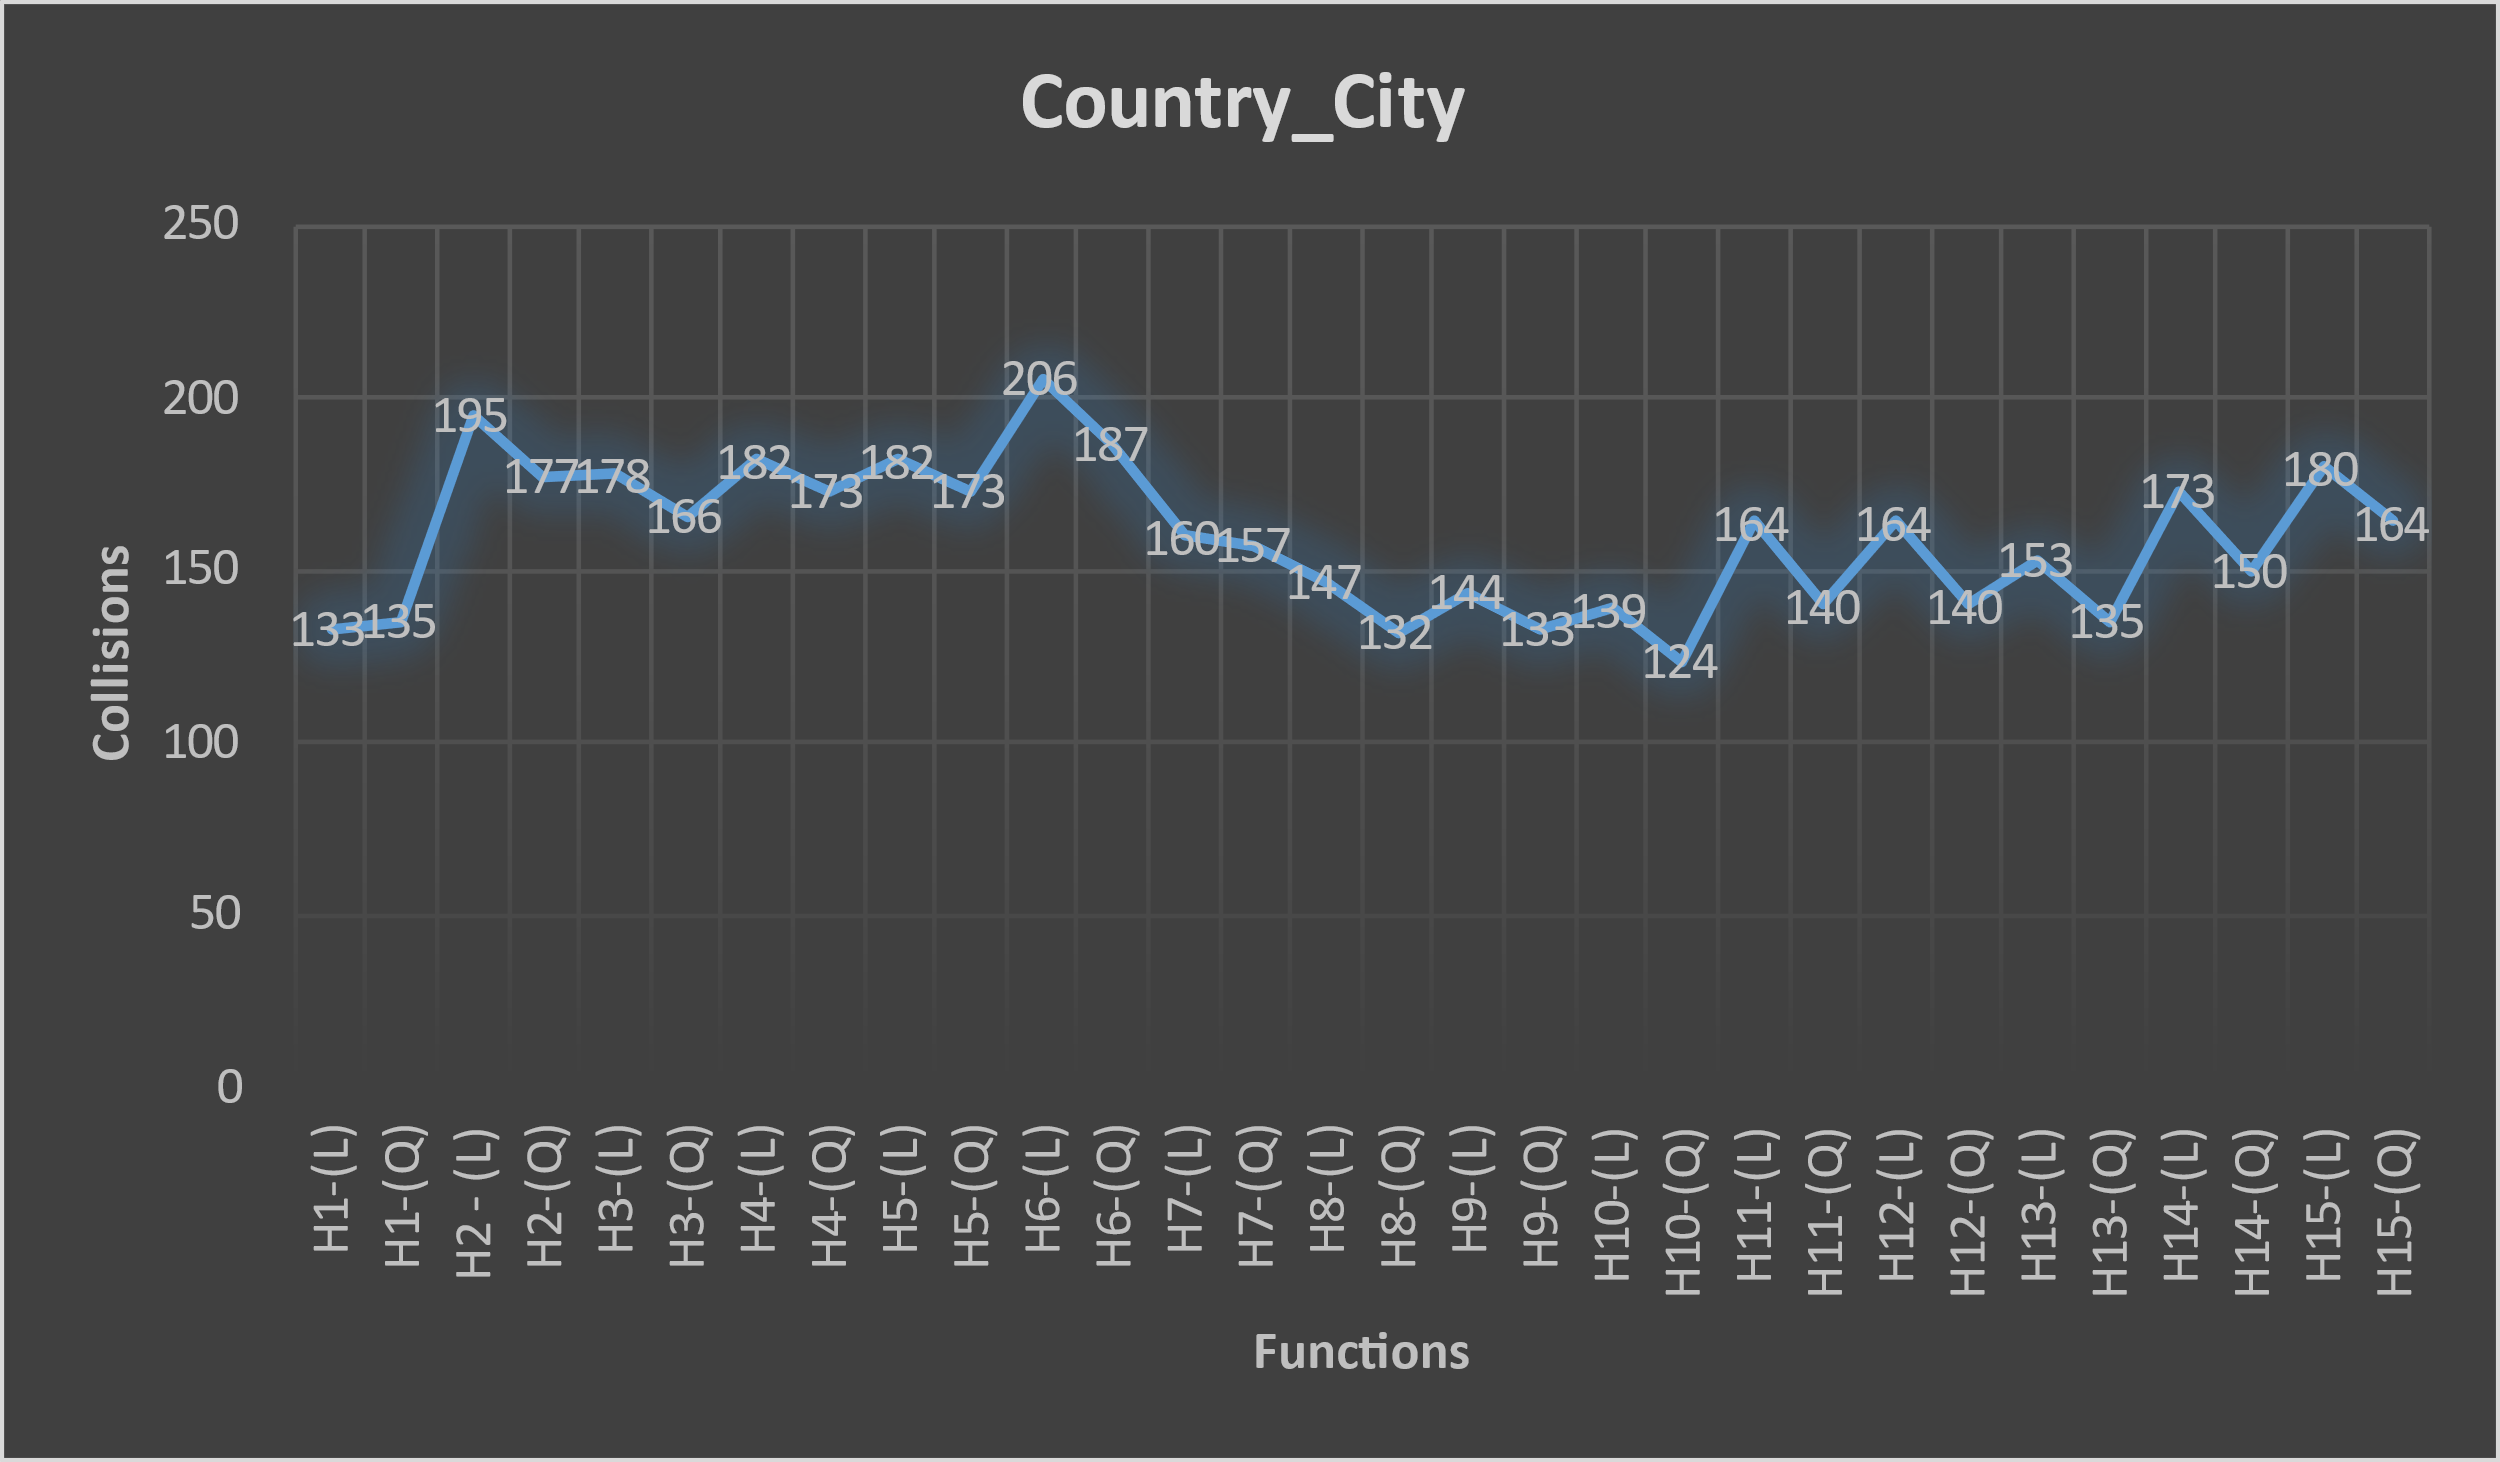 Country_City
Collisions
250
200
150
100
50
0
133 135 195 177 178 166 182 173 182 173 206 187 160 157 147 132 144 133 139 124 164 140 164 140 153 135 173 150 180 164
H1-(L) H1-(Q) H2 - (L) H2-(Q) H3-(L) H3-(Q) H4-(L) H4-(Q) H5-(L) H5-(Q) H6-(L) H6-(Q) H7-(L) H7-(Q) H8-(L) H8-(Q) H9-(L) H9-(Q) H10-(L) H10-(Q) H11-(L) H11-(Q) H12-(L) H12-(Q) H13-(L) H13-(Q) H14-(L) H14-(Q) H15-(L) H15-(Q)
Functions